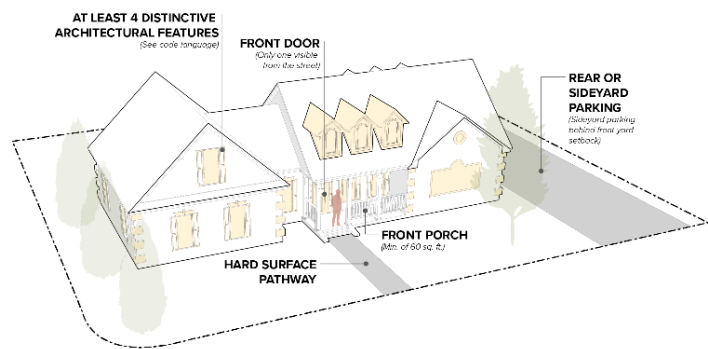 AT LEAST 4 DISTINCTIVE
ARCHITECTURAL FEATURES
(See code language)
FRONT DOOR
(Only one visible
from the street)
REAR OR
SIDEYARD
PARKING
(Sideyard parking
behind front yard
setback)
FRONT PORCH
(Min. of 60 sq. ft.)
HARD SURFACE
PATHWAY